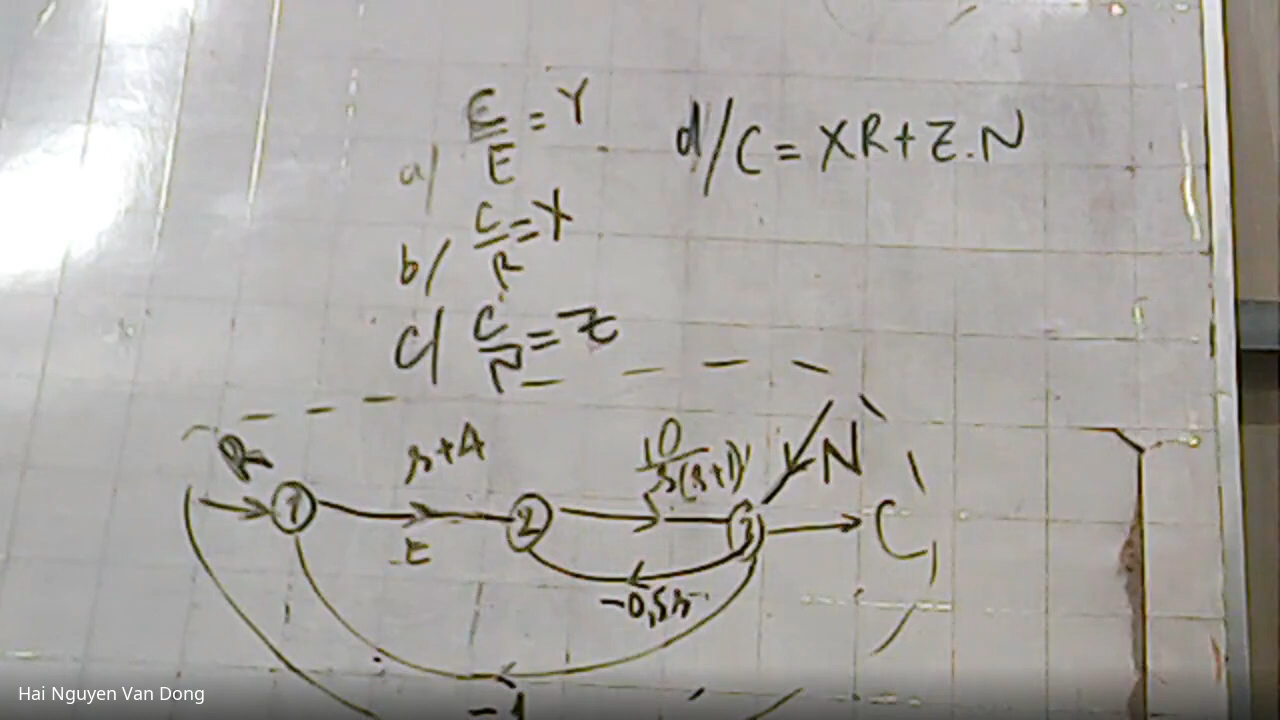 a/ C/E = Y
b/ C/R = X
c/ C/N = Z
d/ C = XR + Z.N
R
s+4
10/s(s+1)
N
1
2
3
C
E
-0,5s
-1
Hai Nguyen Van Dong